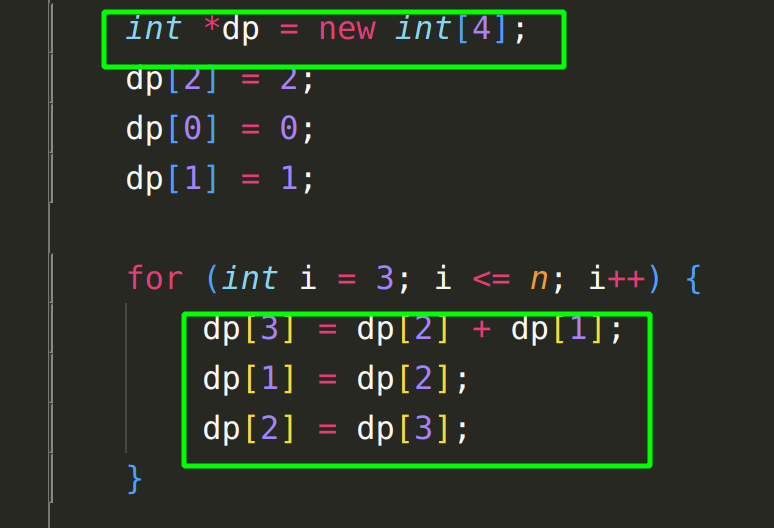 int *dp = new int[4];
dp[2] = 2;
dp[0] = 0;
dp[1] = 1;
for (int i = 3; i <= n; i++) {
dp[3] = dp[2] + dp[1];
dp[1] = dp[2];
dp[2] = dp[3];
}